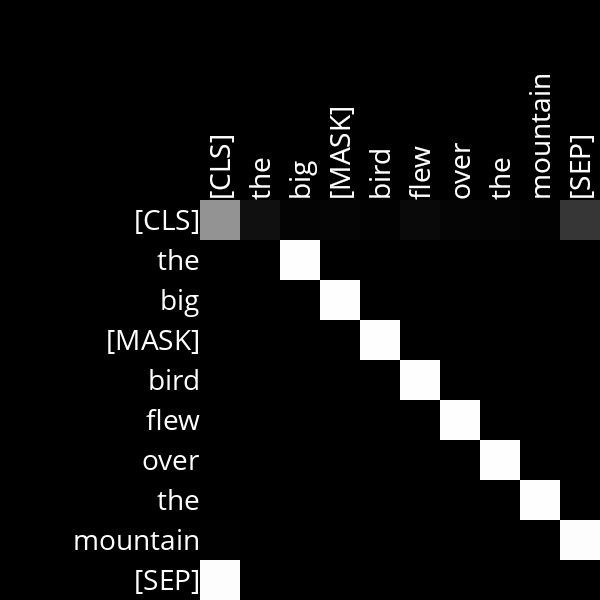 [CLS]
the
big
[MASK]
bird
flew
over
the
mountain
[SEP]
[CLS]
the
big
[MASK]
bird
flew
over
the
mountain
[SEP]